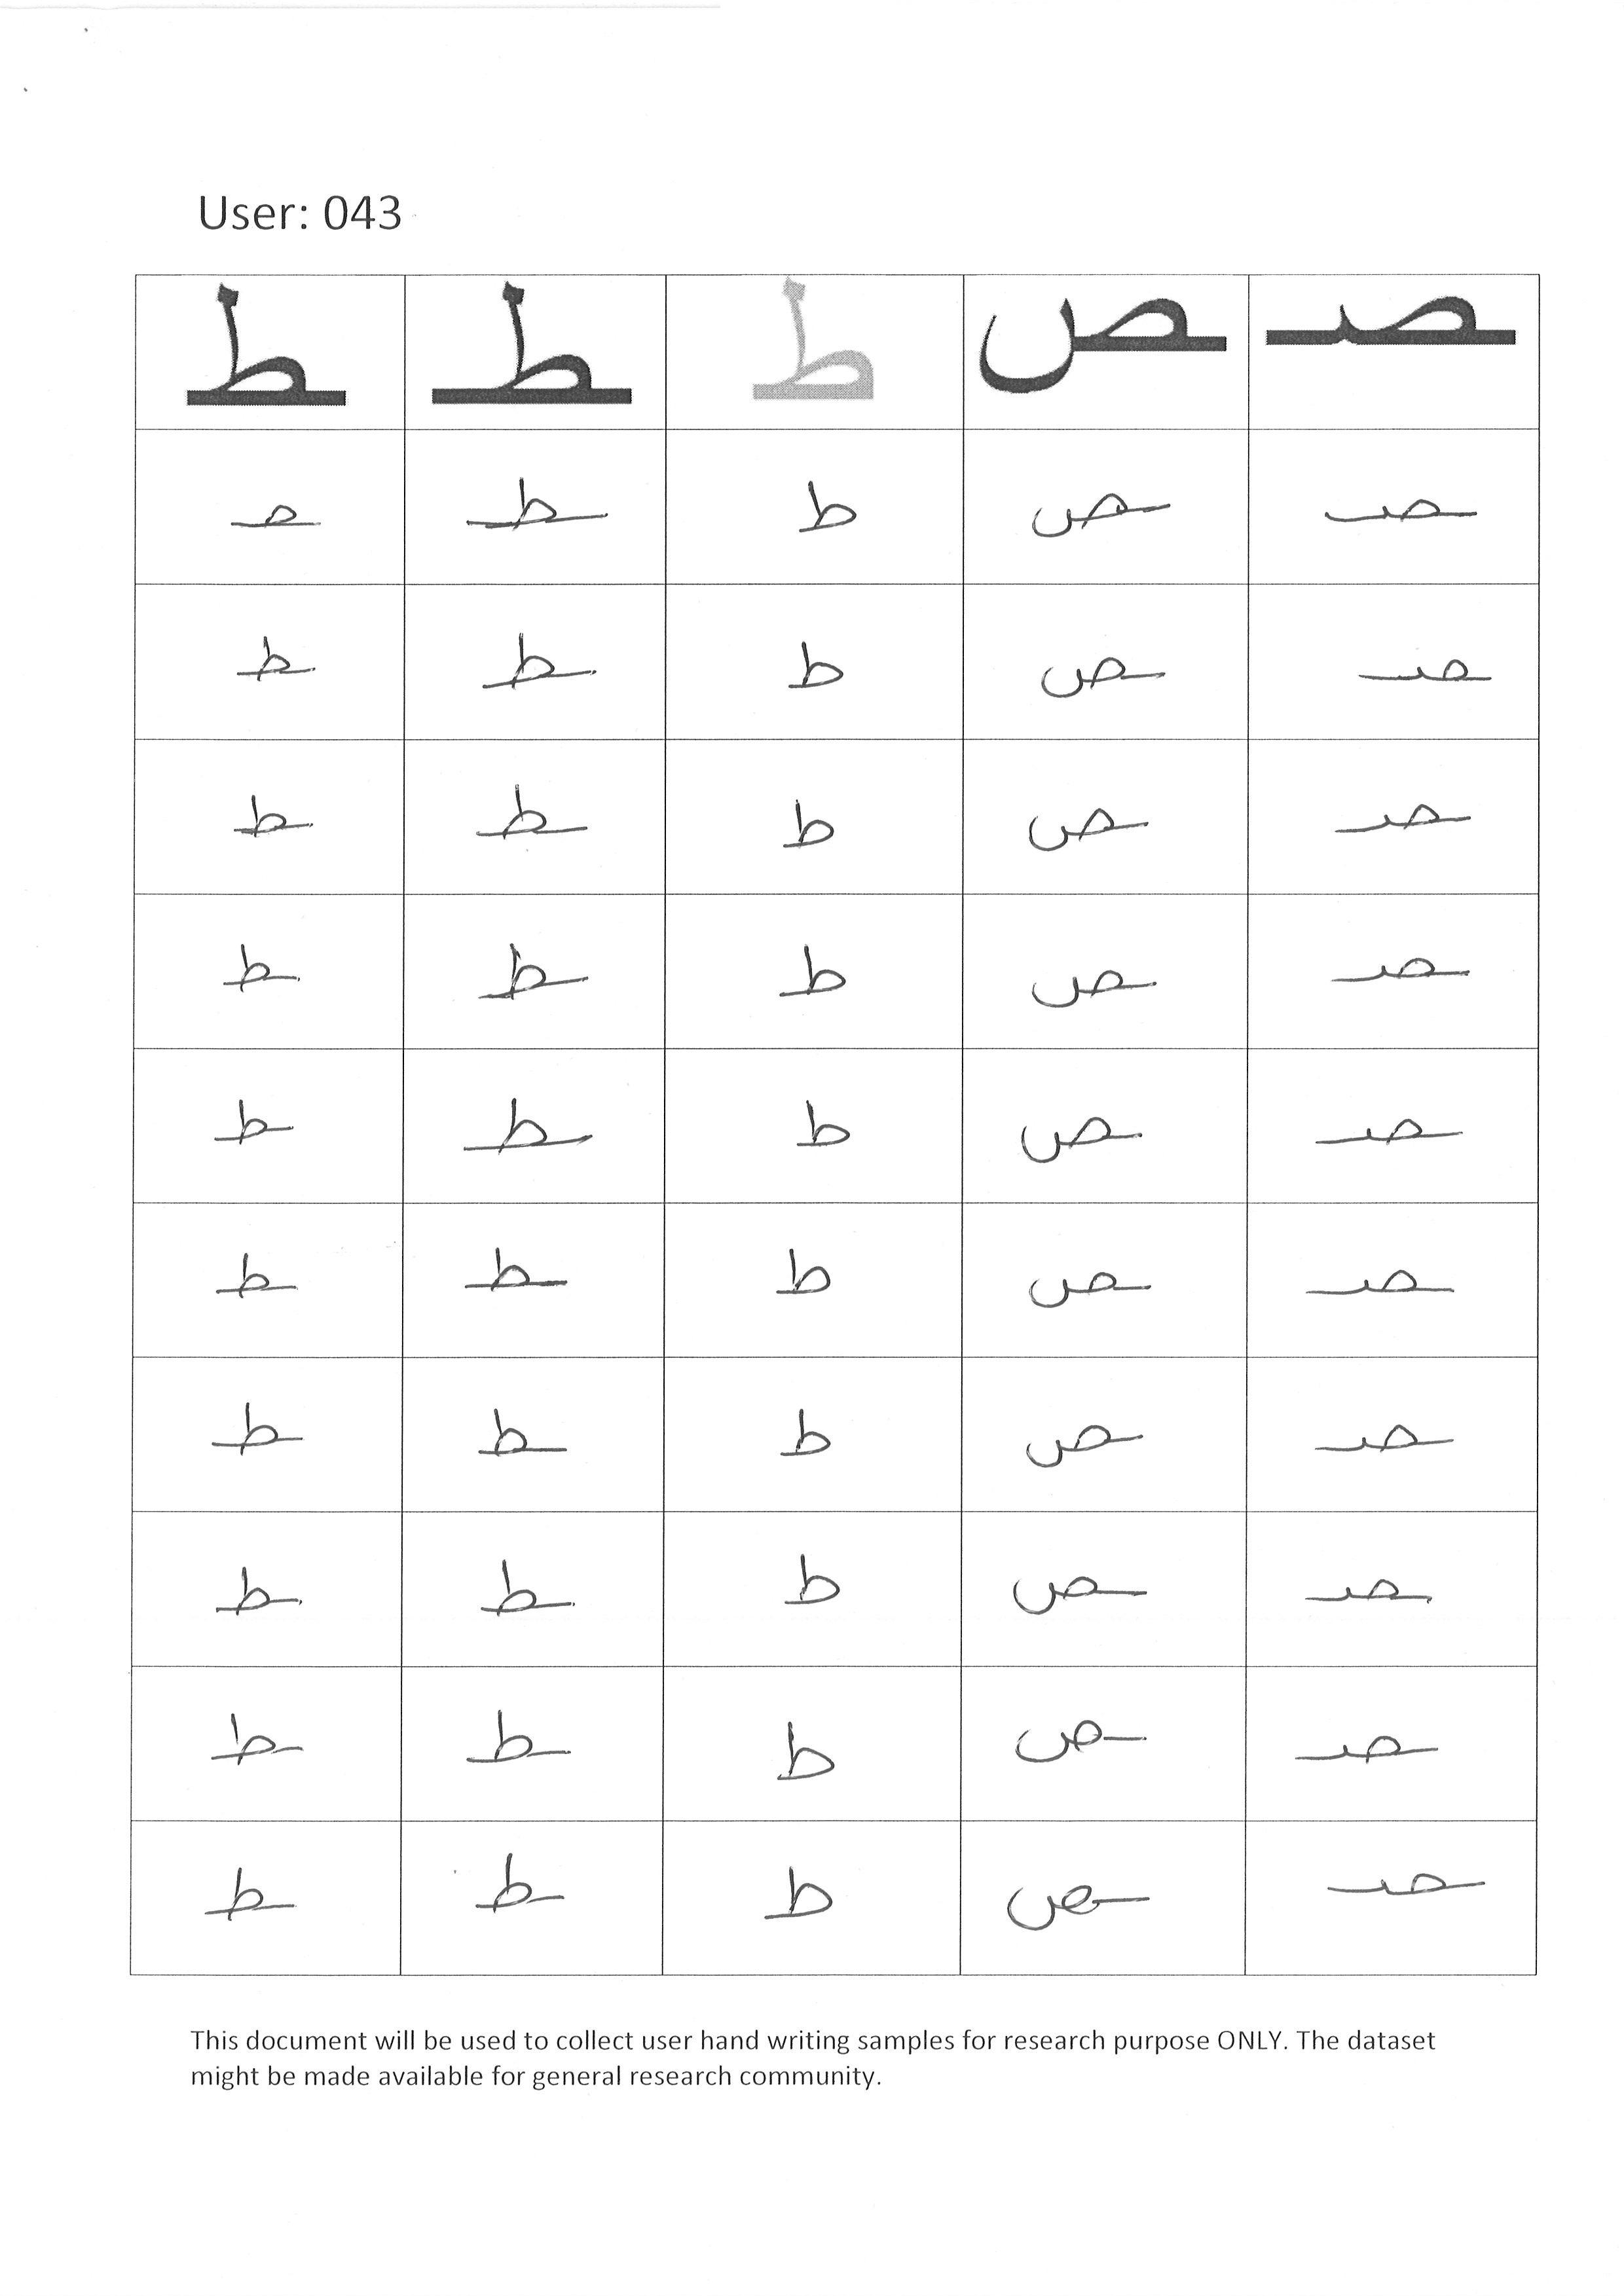 User: 043
ـصـ ـص ط ـطـ ـط
ـصـ ـص ط ـطـ ـصـ
ـصـ ـص ط ـطـ ـط
ـصـ ـص ط ـطـ ـط
ـصـ ـص ط ـطـ ـط
ـصـ ـص ط ـطـ ـط
ـصـ ـص ط ـطـ ـط
ـصـ ـص ط ـطـ ـط
ـصـ ـص ط ـطـ ـط
ـصـ ـص ط ـطـ ـط
ـصـ ـص ط ـطـ ـط
This document will be used to collect user hand writing samples for research purpose ONLY. The dataset
might be made available for general research community.